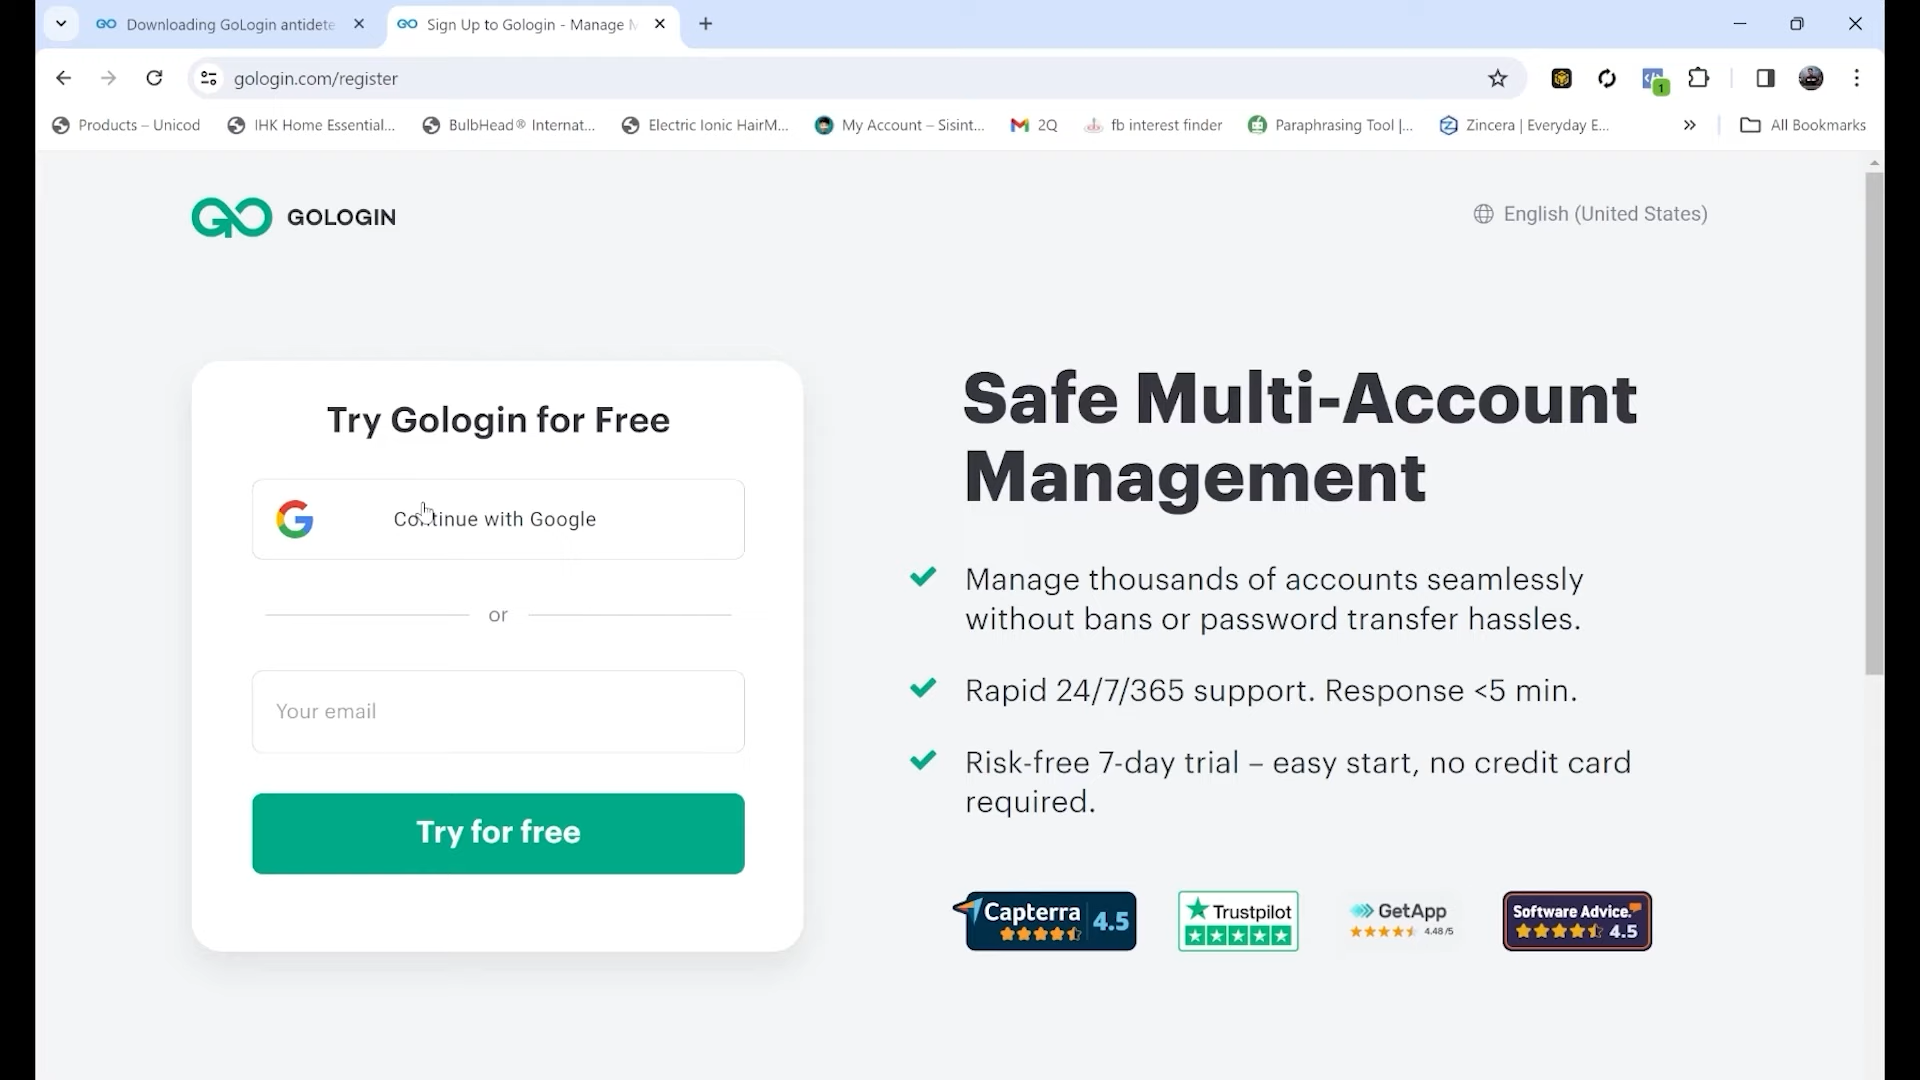 Downloading GoLogin antidete
Sign Up to Gologin - Manage M
gologin.com/register
1
Products – Unicod
IHK Home Essential...
BulbHead® Internat...
Electric Ionic HairM...
My Account – Sisint...
2Q
fb interest finder
Paraphrasing Tool |...
Zincera | Everyday E...
All Bookmarks
GOLOGIN
English (United States)
Try Gologin for Free
Continue with Google
or
Your email
Try for free
Safe Multi-Account
Management
Manage thousands of accounts seamlessly
without bans or password transfer hassles.
Rapid 24/7/365 support. Response <5 min.
Risk-free 7-day trial – easy start, no credit card
required.
Capterra 4.5
Trustpilot
GetApp
4.48/5
Software Advice.
4.5